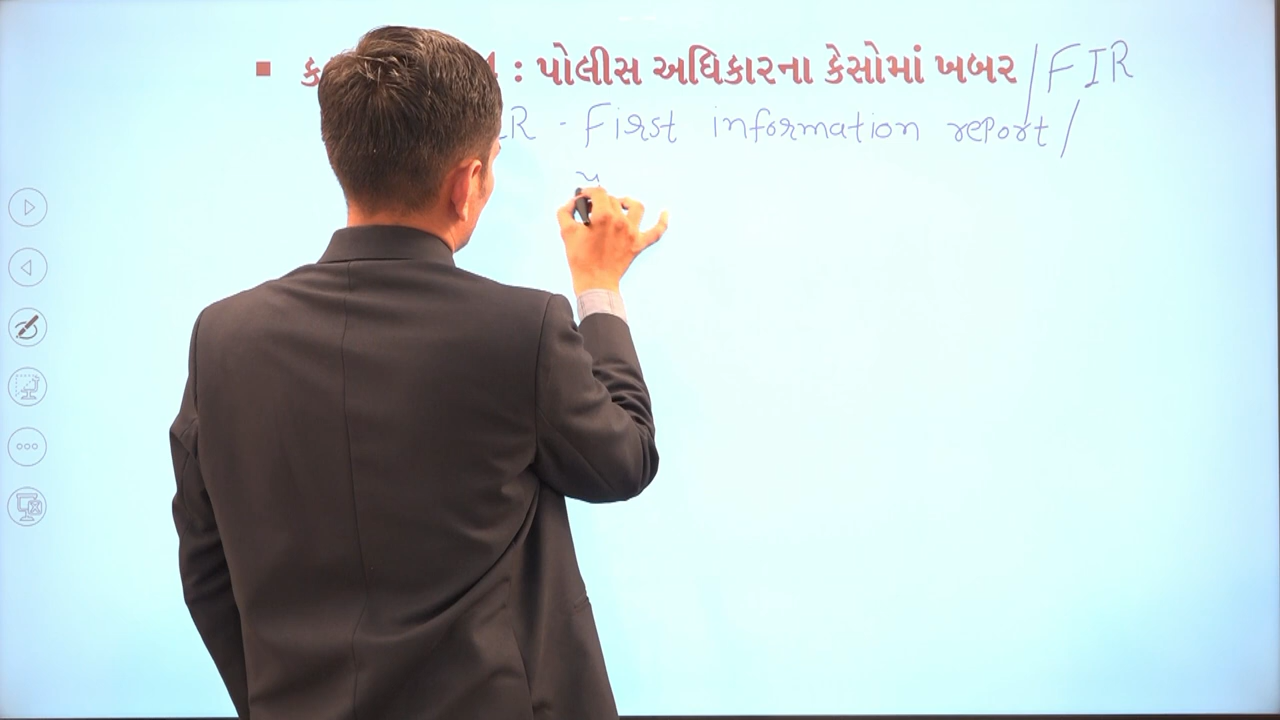 ▪ : પોલીસ અધિકારના કેસોમાં ખબર / FIR
- First information report /